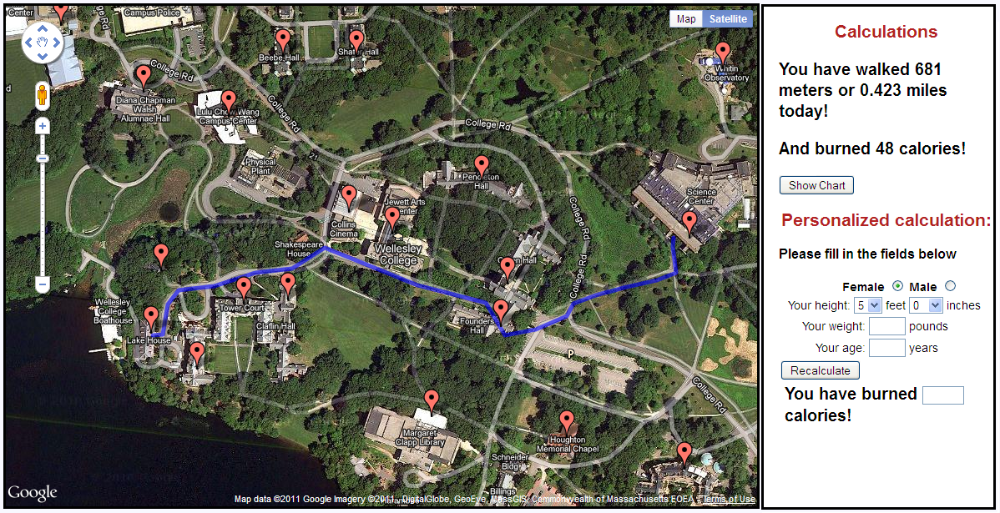 Center
Campus Police
College Rd
Map
Satellite
Beebe Hall
Shafer Hall
Whitin
Observatory
d
College Rd
Diana Chapman
Walsh
Alumnae Hall
Lulu Chow Wang
Campus Center
College Rd
College Rd
21
Physical
Plant
Pendleton
Hall
Science
Center
Jewett Arts
Center
Collins
Cinema
College Rd
Shakespeare
House
Wellesley
College
Hall
College Rd
Wellesley
College
Boathouse
Tower Court
Claflin Hall
Founders
Hall
Lake House
P
College Rd
Margaret
Clapp Library
Houghton
Memorial Chapel
Schneider
Bldg
Billings
Google
Map data ©2011 Google Imagery ©2011, DigitalGlobe, GeoEye, MassGIS, Commonwealth of Massachusetts EOEA - Terms of Use
Calculations
You have walked 681
meters or 0.423 miles
today!
And burned 48 calories!
Show Chart
Personalized calculation:
Please fill in the fields below
Female Male
Your height: 5 feet 0 inches
Your weight: pounds
Your age: years
Recalculate
You have burned
calories!